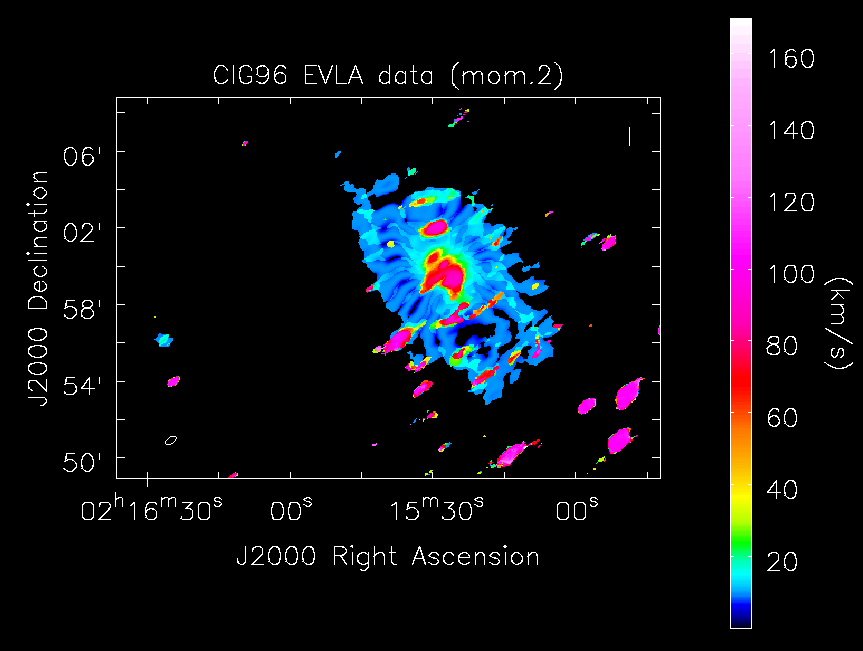 CIG96 EVLA data (mom.2)
160
140
120
100
80
60
40
20
(km/s)
J2000 Declination
06'
02'
58'
54'
50'
02ʰ16ᵐ30ˢ 00ˢ 15ᵐ30ˢ 00ˢ
J2000 Right Ascension